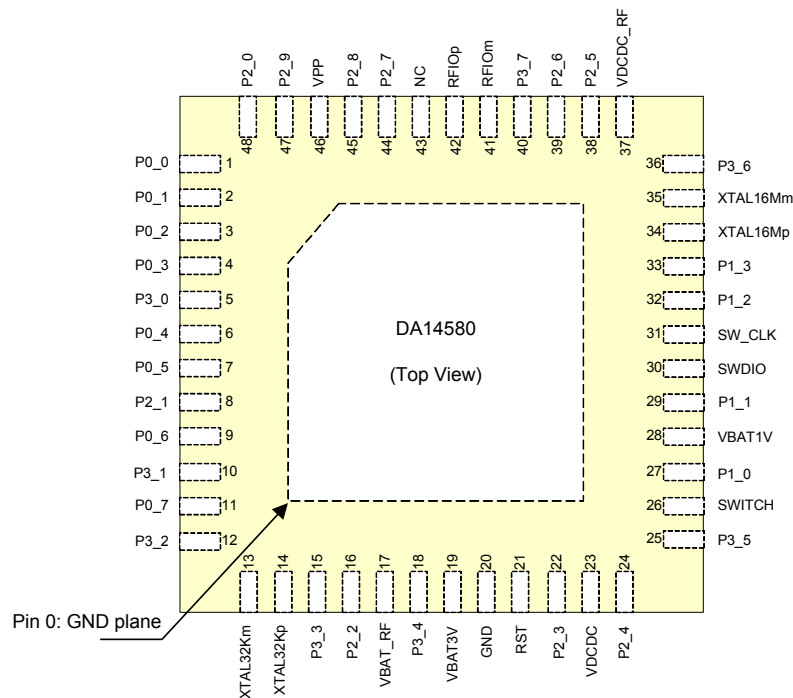 P2_0
P2_9
VPP
P2_8
P2_7
NC
RFIOp
RFIOm
P3_7
P2_6
P2_5
VDCDC_RF
48
47
46
45
44
43
42
41
40
39
38
37
P0_0 1
P0_1 2
P0_2 3
P0_3 4
P3_0 5
P0_4 6
P0_5 7
P2_1 8
P0_6 9
P3_1 10
P0_7 11
P3_2 12
36 P3_6
35 XTAL16Mm
34 XTAL16Mp
33 P1_3
32 P1_2
31 SW_CLK
30 SWDIO
29 P1_1
28 VBAT1V
27 P1_0
26 SWITCH
25 P3_5
DA14580
(Top View)
13
14
15
16
17
18
19
20
21
22
23
24
XTAL32Km
XTAL32Kp
P3_3
P2_2
VBAT_RF
P3_4
VBAT3V
GND
RST
P2_3
VDCDC
P2_4
Pin 0: GND plane